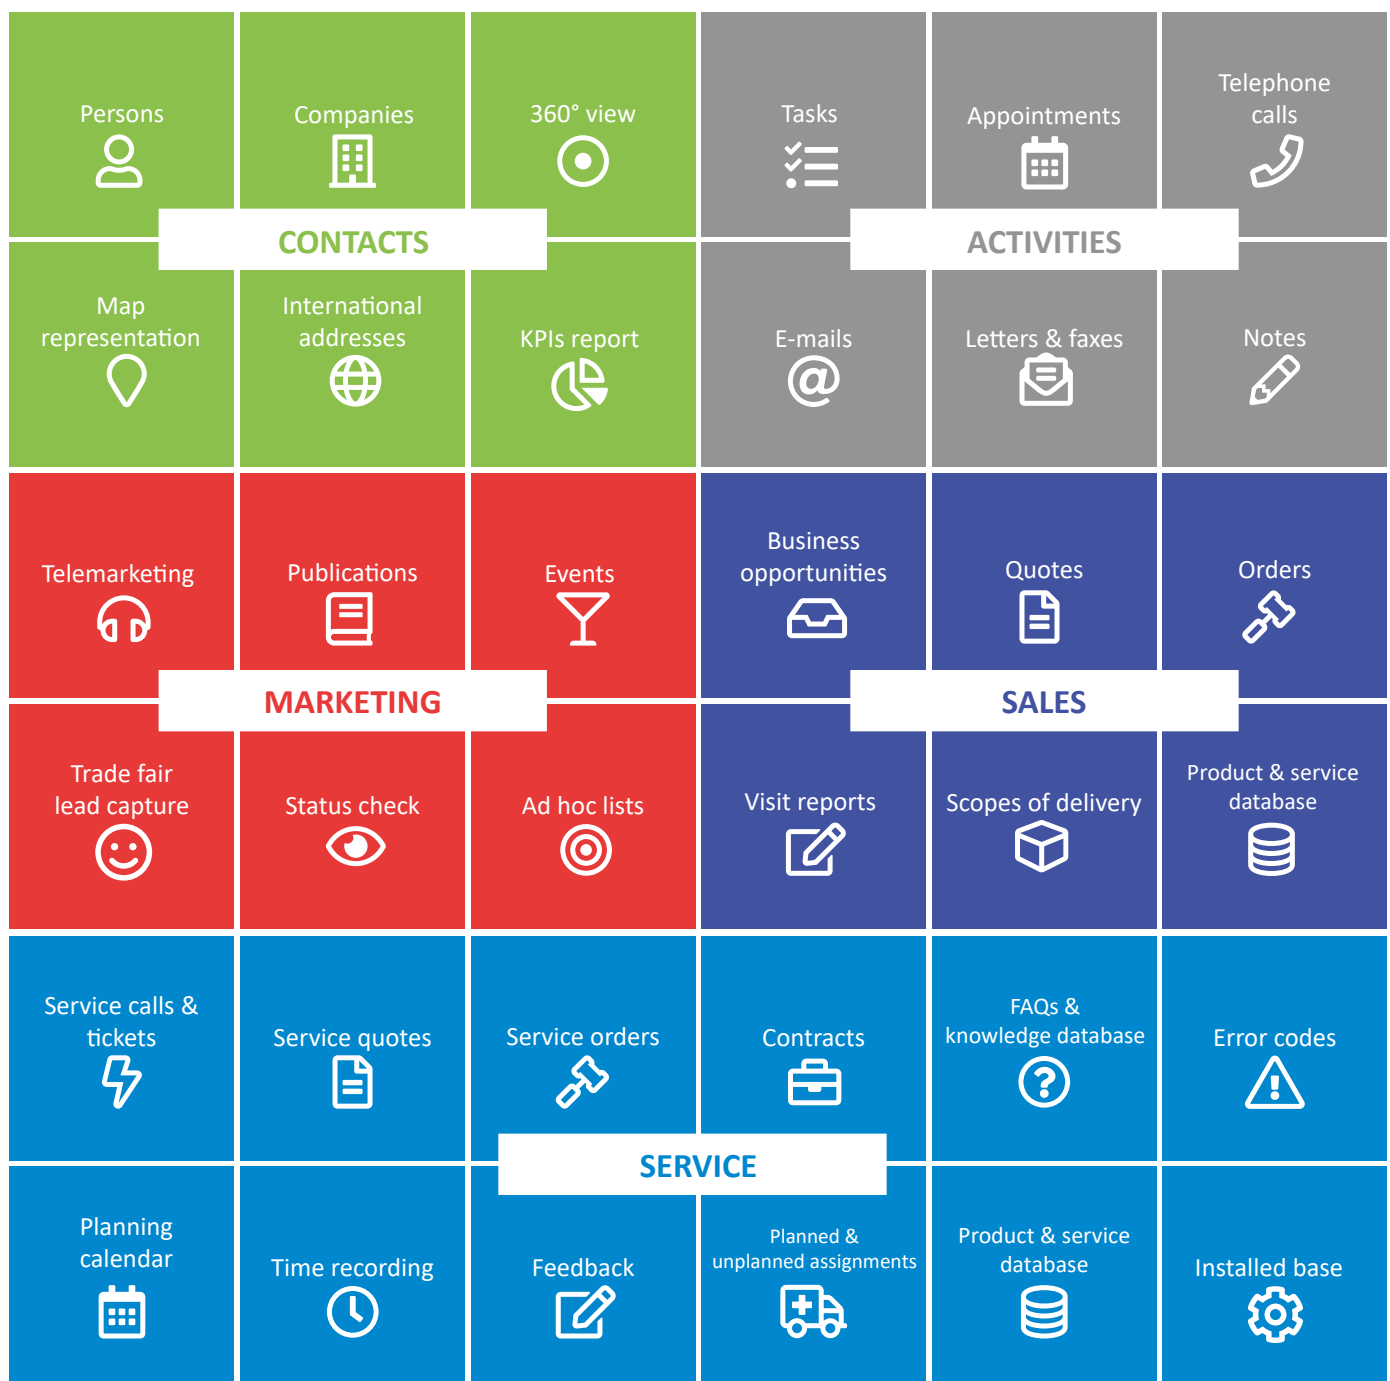 Persons
Companies
360° view
CONTACTS
Map
representation
International
addresses
KPIs report
Tasks
Appointments
Telephone
calls
ACTIVITIES
E-mails
Letters & faxes
Notes
Telemarketing
Publications
Events
MARKETING
Trade fair
lead capture
Status check
Ad hoc lists
Business
opportunities
Quotes
Orders
SALES
Visit reports
Scopes of delivery
Product & service
database
Service calls &
tickets
Service quotes
Service orders
Contracts
FAQs &
knowledge database
Error codes
SERVICE
Planning
calendar
Time recording
Feedback
Planned &
unplanned assignments
Product & service
database
Installed base